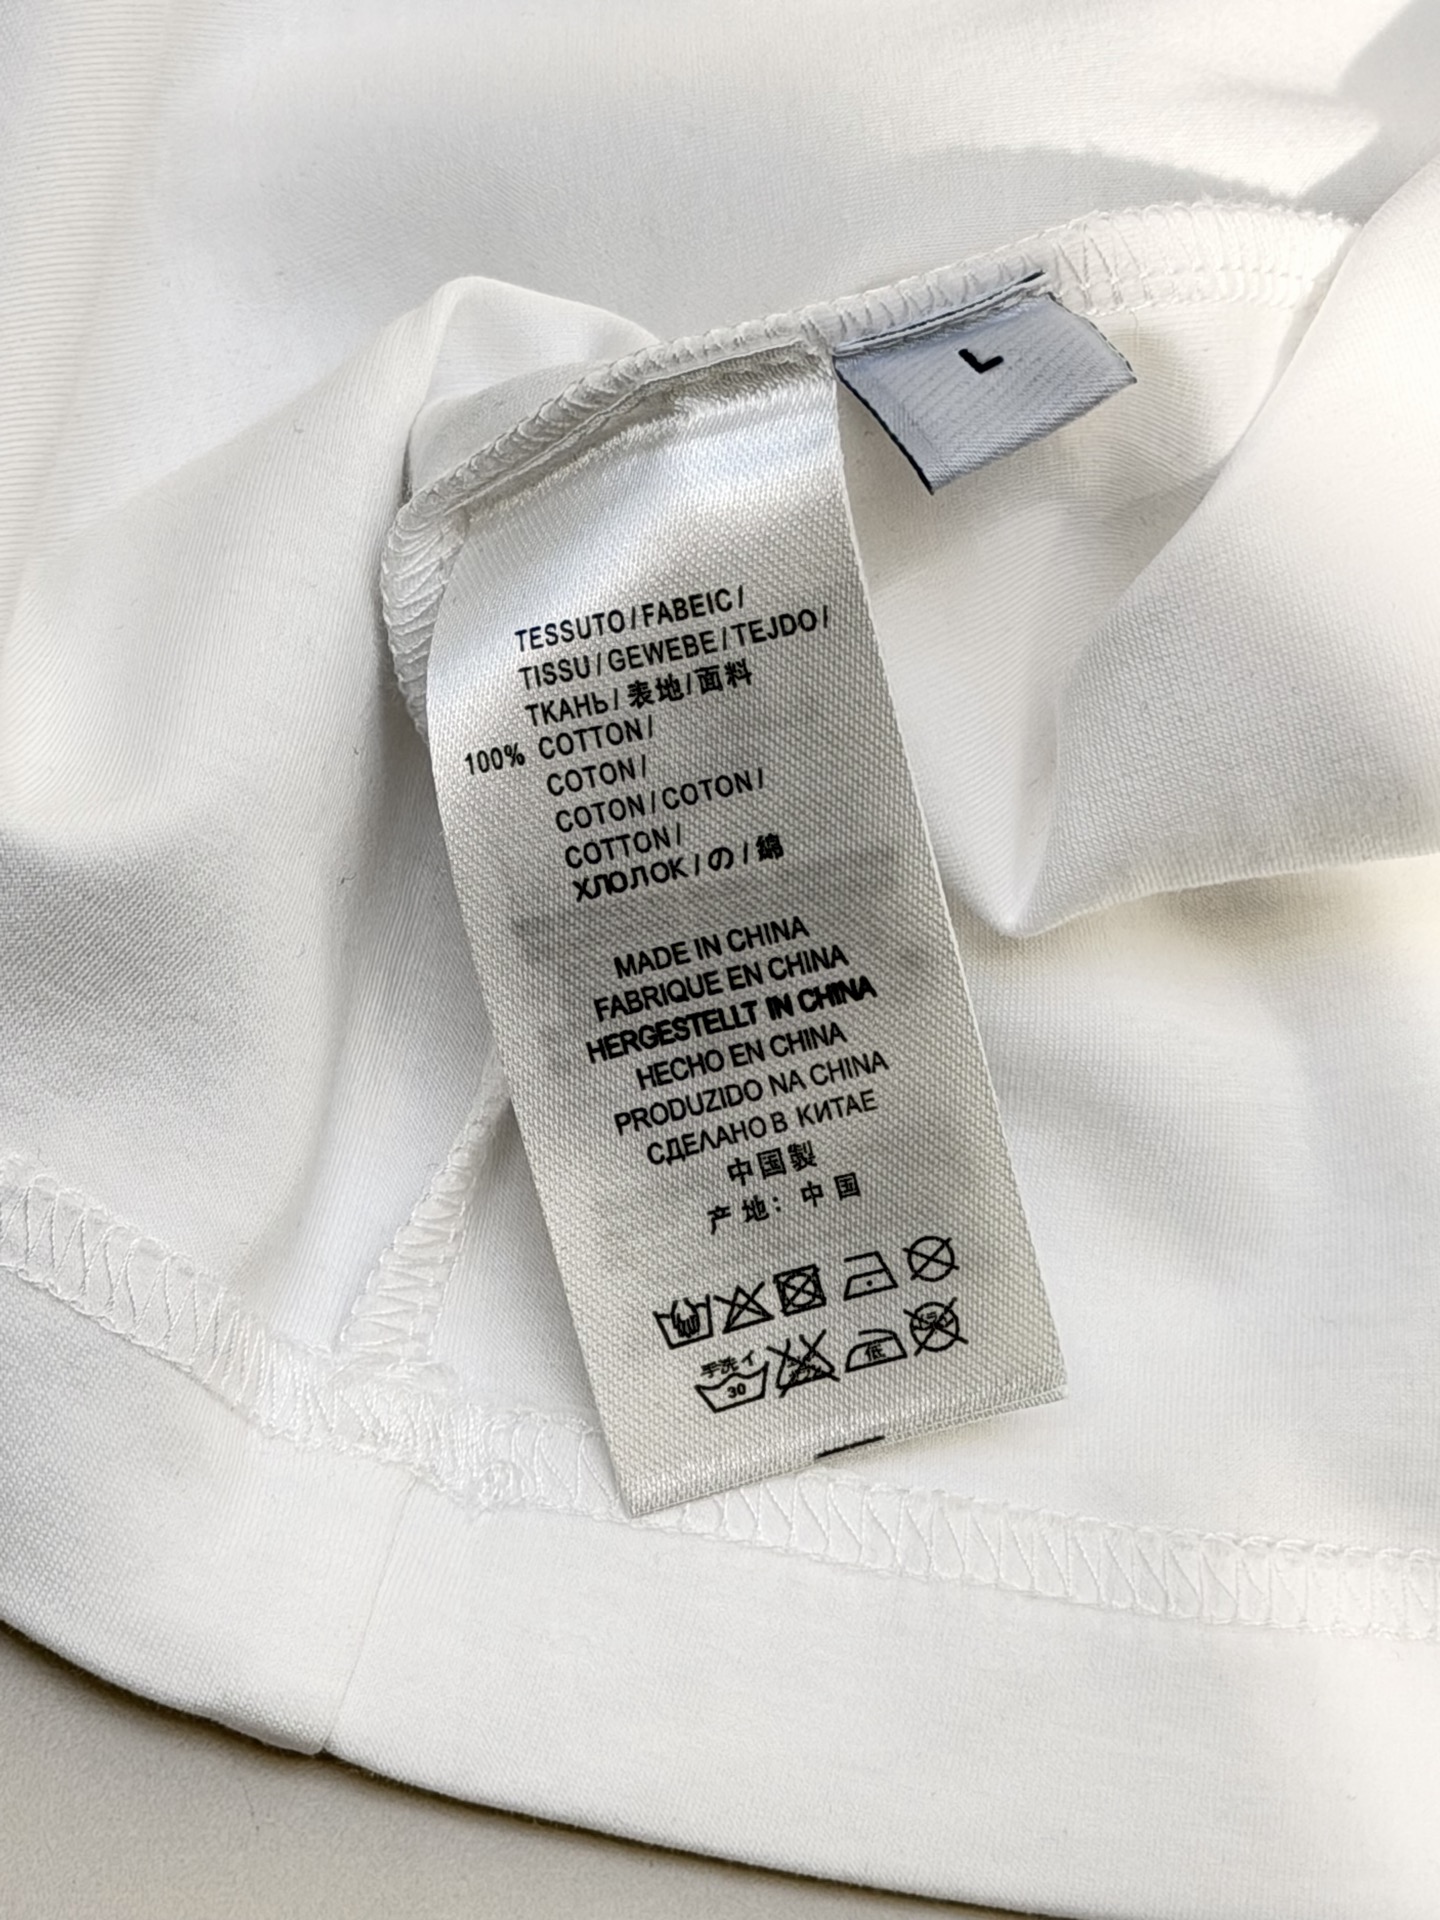 L
TESSUTO/FABEIC/
TISSU/GEWEBE/TEJDO/
ТКАНЬ/表地/面料
100% COTTON/
COTON/
COTON/COTON/
COTTON/
ХЛОЛОК/の/綿
MADE IN CHINA
FABRIQUE EN CHINA
HERGESTELLT IN CHINA
HECHO EN CHINA
PRODUZIDO NA CHINA
СДЕЛАНО В КИТАЕ
中国製
产地：中国
手洗イ
30
低